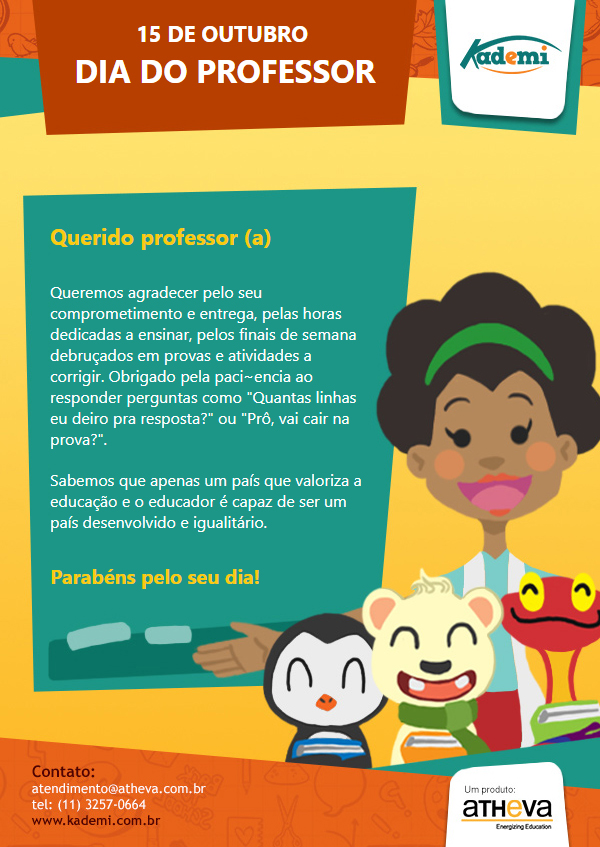 15 DE OUTUBRO
DIA DO PROFESSOR
Kademi
Querido professor (a)
Queremos agradecer pelo seu
comprometimento e entrega, pelas horas
dedicadas a ensinar, pelos finais de semana
debruçados em provas e atividades a
corrigir. Obrigado pela paci~encia ao
responder perguntas como "Quantas linhas
eu deiro pra resposta?" ou "Prô, vai cair na
prova?".
Sabemos que apenas um país que valoriza a
educação e o educador é capaz de ser um
país desenvolvido e igualitário.
Parabéns pelo seu dia!
Contato:
atendimento@atheva.com.br
tel: (11) 3257-0664
www.kademi.com.br
Um produto:
atheva
Energizing Education